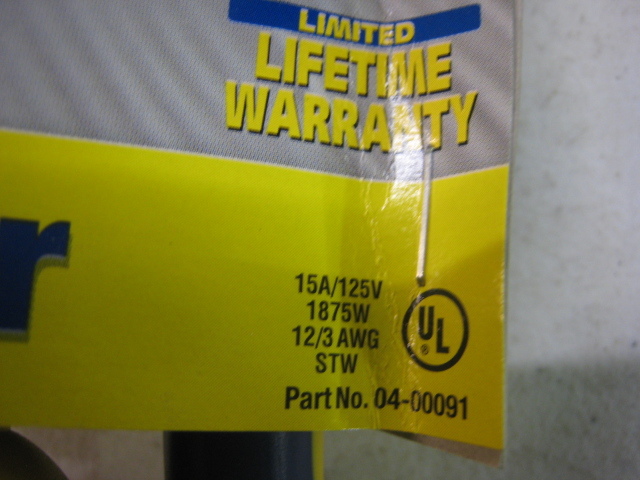 LIMITED
LIFETIME
WARRANTY
r
15A/125V
1875W
12/3 AWG
STW
UL
®
Part No. 04-00091